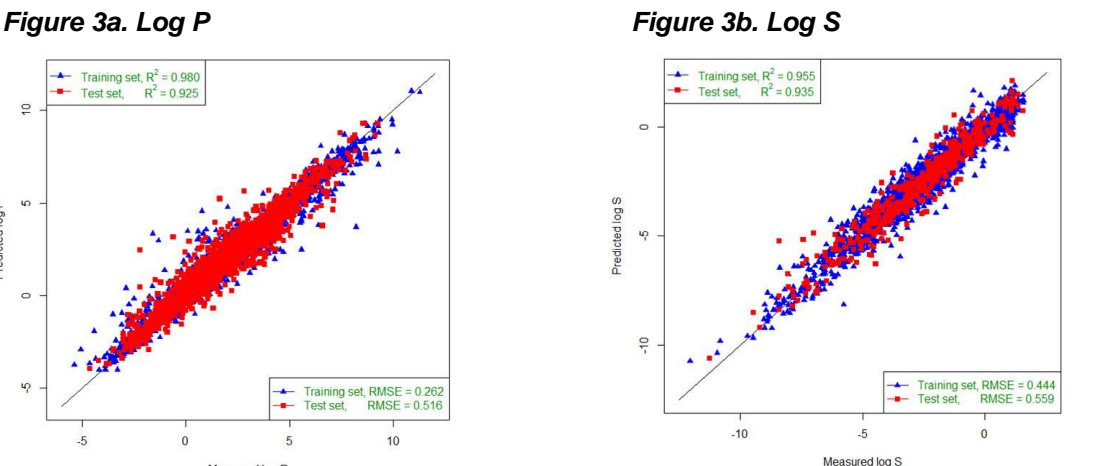 Figure 3a. Log P
Training set, R² = 0.980
Test set, R² = 0.925
10
5
0
-5
Training set, RMSE = 0.262
Test set, RMSE = 0.516
-5 0 5 10
Figure 3b. Log S
Training set, R² = 0.955
Test set, R² = 0.935
Predicted log S
0
-5
-10
Training set, RMSE = 0.444
Test set, RMSE = 0.559
-10 -5 0
Measured log S